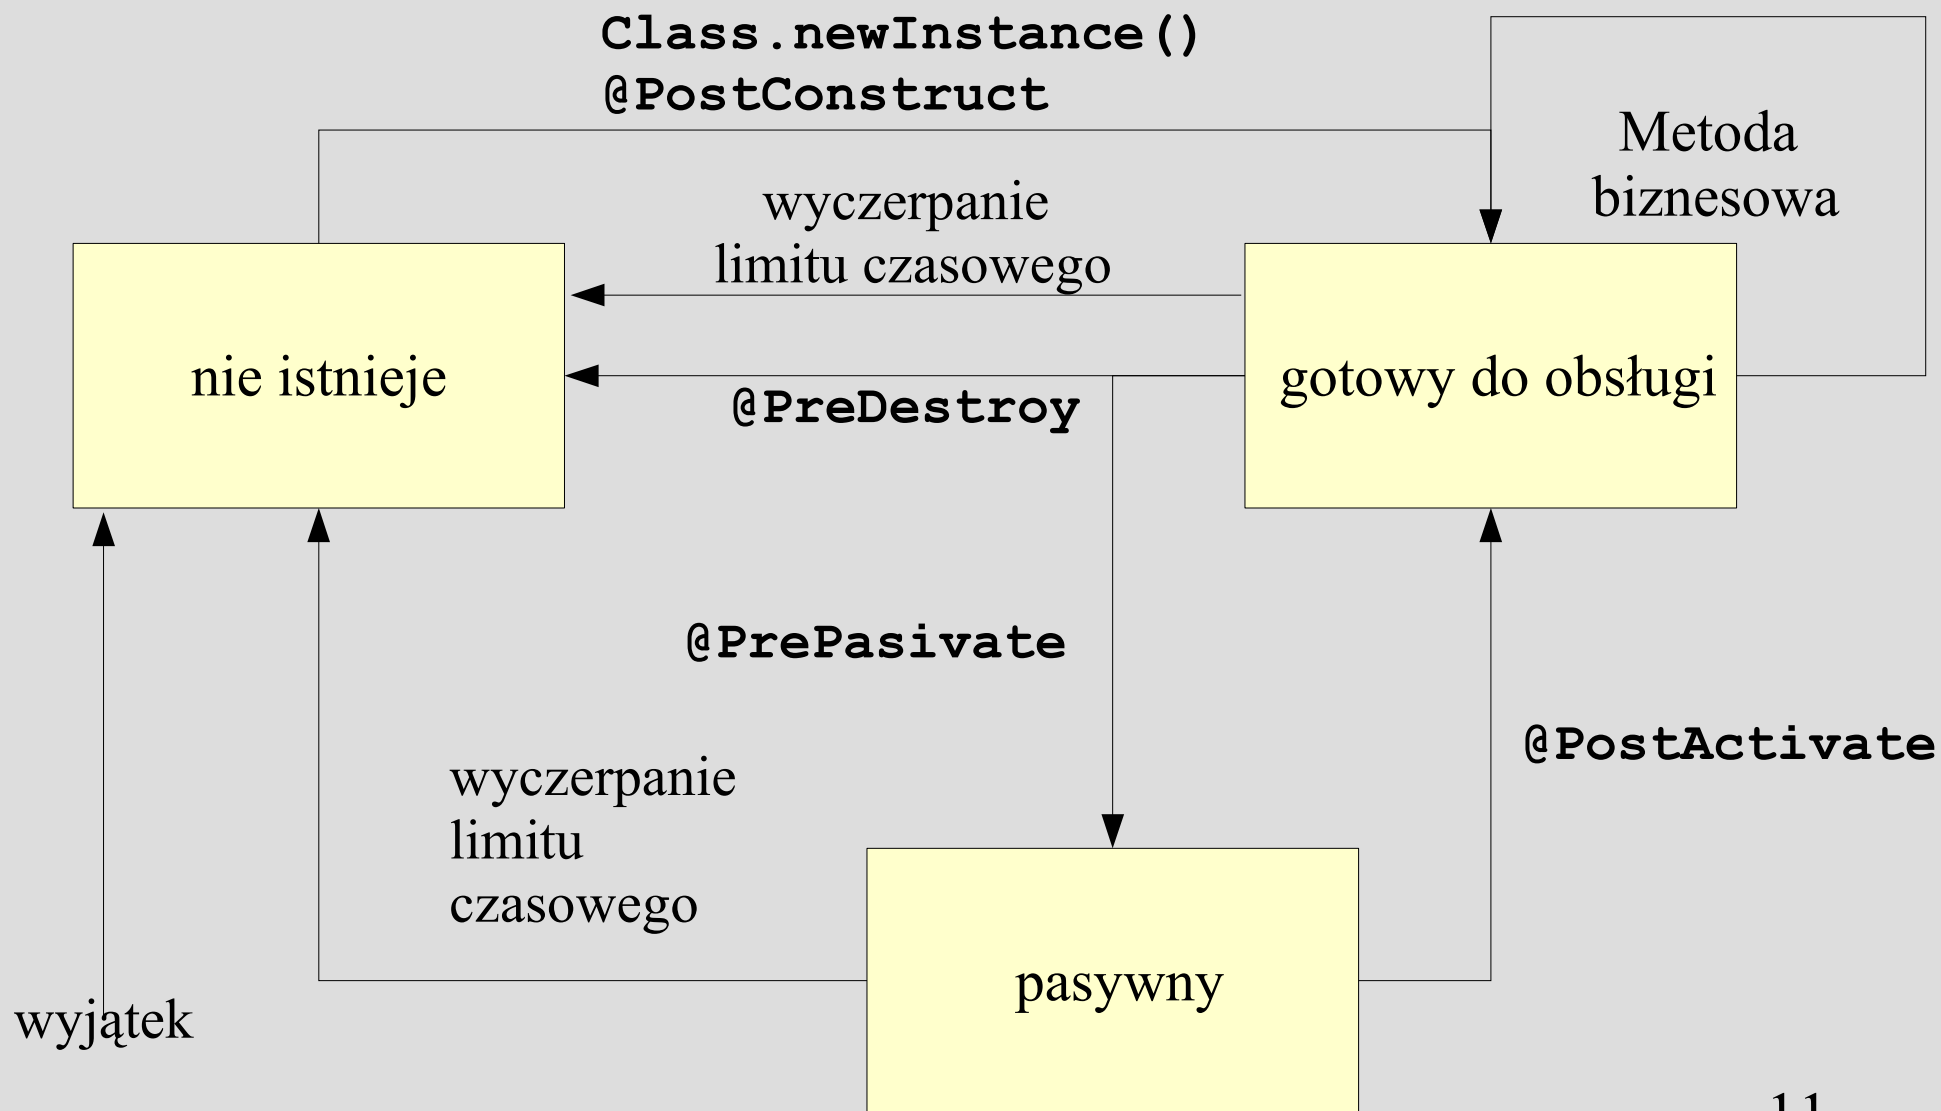 Class.newInstance()
@PostConstruct
Metoda
biznesowa
wyczerpanie
limitu czasowego
nie istnieje
gotowy do obsługi
@PreDestroy
@PrePasivate
@PostActivate
wyczerpanie
limitu
czasowego
pasywny
wyjątek
11